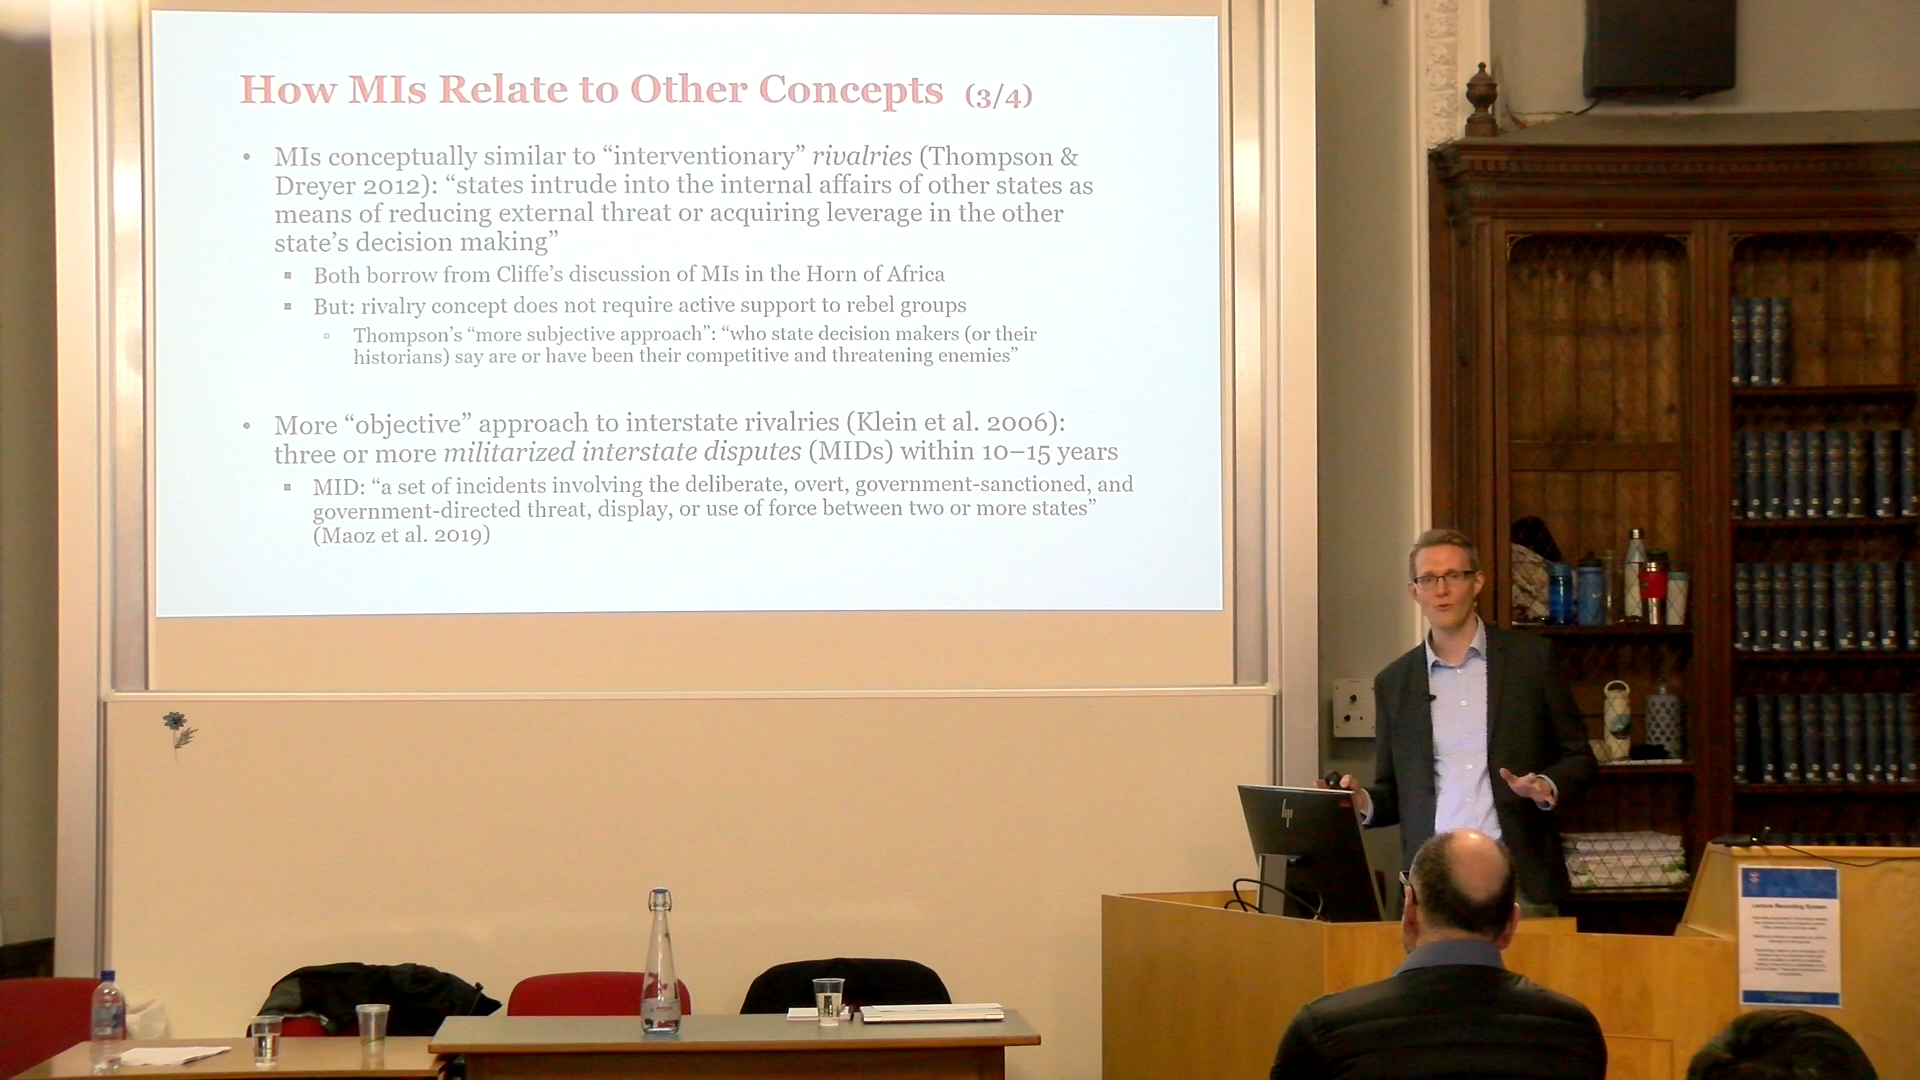 How MIs Relate to Other Concepts (3/4)
• MIs conceptually similar to “interventionary” rivalries (Thompson &
Dreyer 2012): “states intrude into the internal affairs of other states as
means of reducing external threat or acquiring leverage in the other
state’s decision making”
▪ Both borrow from Cliffe’s discussion of MIs in the Horn of Africa
▪ But: rivalry concept does not require active support to rebel groups
▫ Thompson’s “more subjective approach”: “who state decision makers (or their
historians) say are or have been their competitive and threatening enemies”
• More “objective” approach to interstate rivalries (Klein et al. 2006):
three or more militarized interstate disputes (MIDs) within 10–15 years
▪ MID: “a set of incidents involving the deliberate, overt, government-sanctioned, and
government-directed threat, display, or use of force between two or more states”
(Maoz et al. 2019)
hp
Lecture Recording System